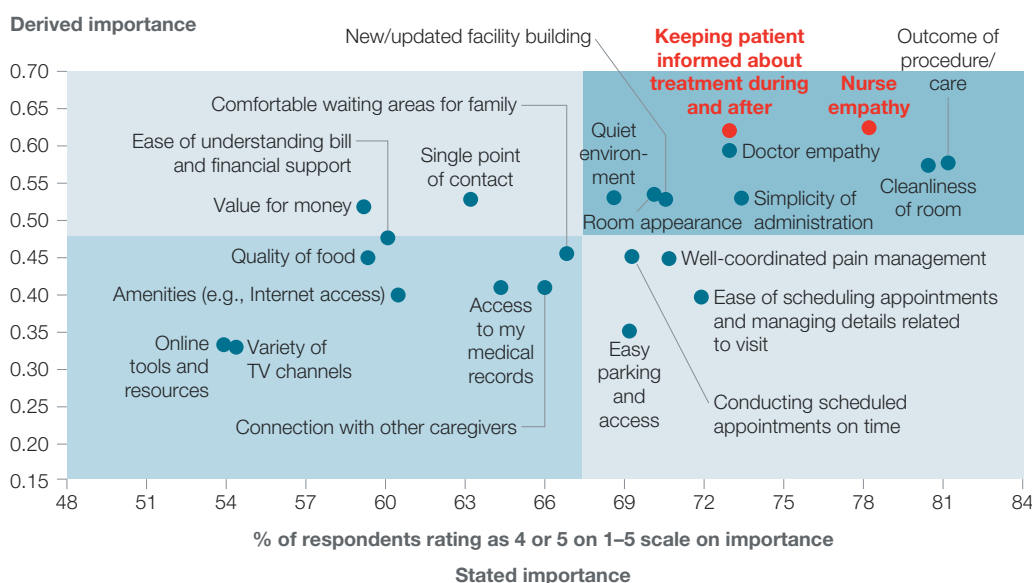 Derived importance
New/updated facility building
Keeping patient
informed about
treatment during
and after
Nurse
empathy
Outcome of
procedure/
care
0.70
0.65
0.60
0.55
0.50
0.45
0.40
0.35
0.30
0.25
0.20
0.15
Comfortable waiting areas for family
Ease of understanding bill
and financial support
Single point
of contact
Value for money
Quality of food
Amenities (e.g., Internet access)
Online
tools and
resources
Variety of
TV channels
Access
to my
medical
records
Connection with other caregivers
Quiet
environ-
ment
Doctor empathy
Room appearance
Simplicity of
administration
Cleanliness
of room
Well-coordinated pain management
Ease of scheduling appointments
and managing details related
to visit
Easy
parking
and
access
Conducting scheduled
appointments on time
48 51 54 57 60 63 66 69 72 75 78 81 84
% of respondents rating as 4 or 5 on 1–5 scale on importance
Stated importance